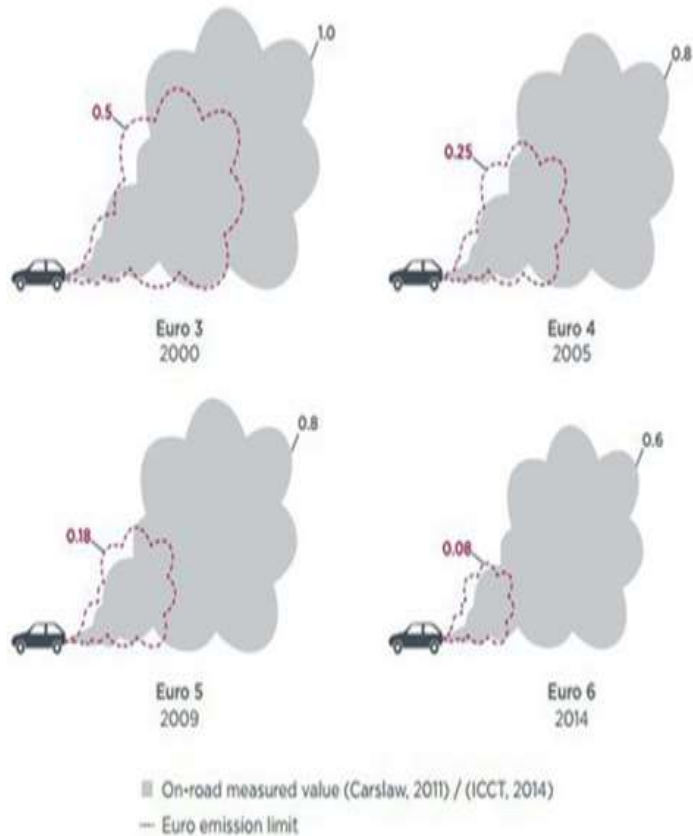 1.0
0.5
Euro 3
2000
0.8
0.25
Euro 4
2005
0.8
0.18
Euro 5
2009
0.6
0.08
Euro 6
2014
On-road measured value (Carslaw, 2011) / (ICCT, 2014)
Euro emission limit